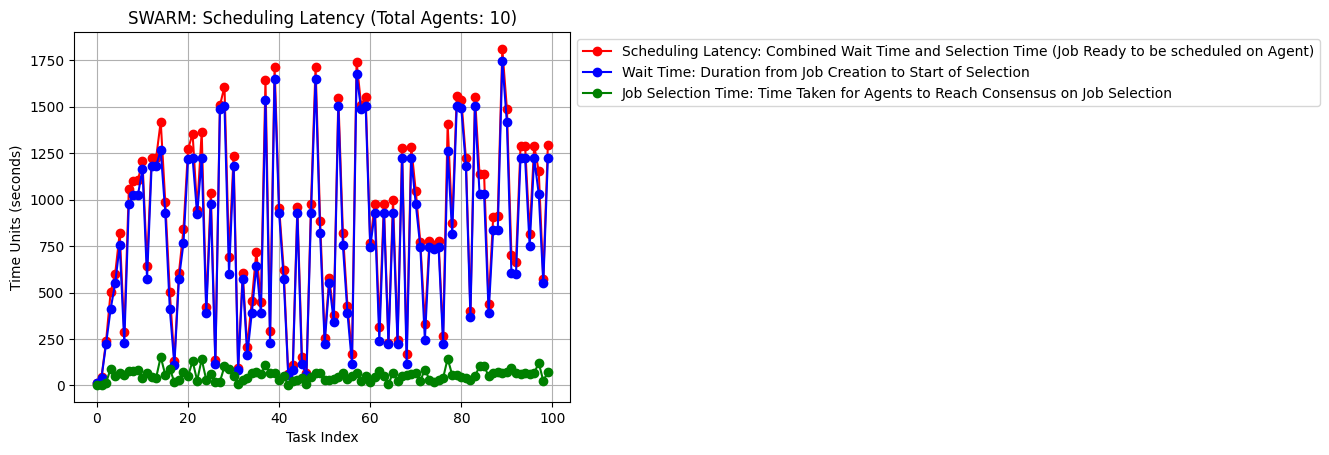 SWARM: Scheduling Latency (Total Agents: 10)
Scheduling Latency: Combined Wait Time and Selection Time (Job Ready to be scheduled on Agent)
Wait Time: Duration from Job Creation to Start of Selection
Job Selection Time: Time Taken for Agents to Reach Consensus on Job Selection
Time Units (seconds)
1750
1500
1250
1000
750
500
250
0
0 20 40 60 80 100
Task Index